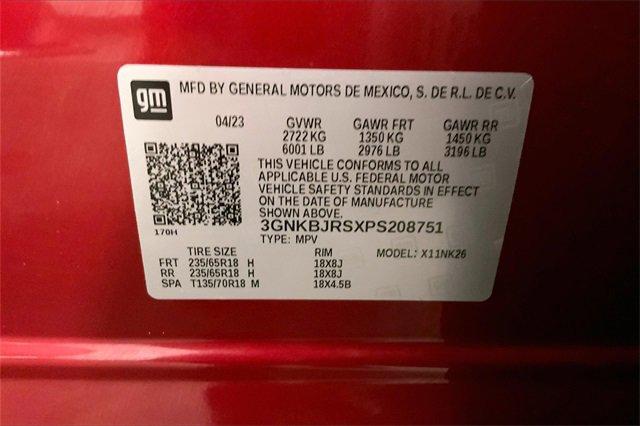 gm
MFD BY GENERAL MOTORS DE MEXICO, S. DE R.L. DE C.V.
04/23 GVWR GAWR FRT GAWR RR
2722 KG 1350 KG 1450 KG
6001 LB 2976 LB 3196 LB
THIS VEHICLE CONFORMS TO ALL
APPLICABLE U.S. FEDERAL MOTOR
VEHICLE SAFETY STANDARDS IN EFFECT
ON THE DATE OF MANUFACTURE
SHOWN ABOVE.
170H
3GNKBJRSXPS208751
TYPE: MPV MODEL: X11NK26
TIRE SIZE RIM
FRT 235/65R18 H 18X8J
RR 235/65R18 H 18X8J
SPA T135/70R18 M 18X4.5B